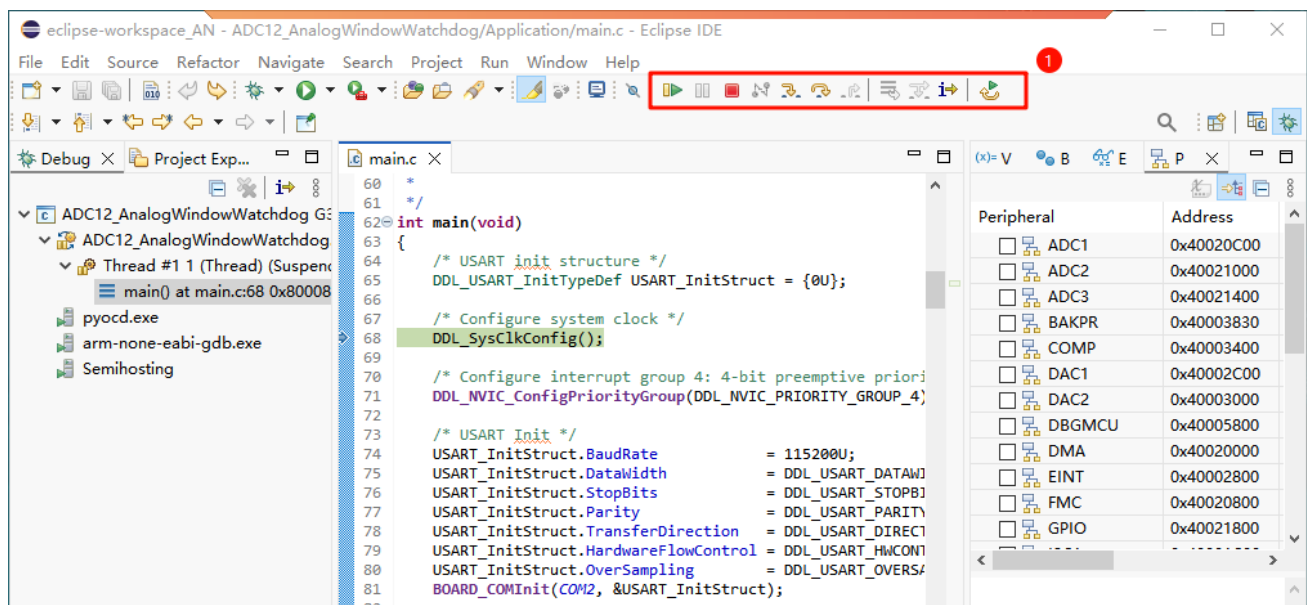 eclipse-workspace_AN - ADC12_AnalogWindowWatchdog/Application/main.c - Eclipse IDE
File Edit Source Refactor Navigate Search Project Run Window Help
1
Debug
Project Exp...
main.c
(x)= V
B
E
P
ADC12_AnalogWindowWatchdog G3
ADC12_AnalogWindowWatchdog
Thread #1 1 (Thread) (Suspend
main() at main.c:68 0x80008
pyocd.exe
arm-none-eabi-gdb.exe
Semihosting
60 *
61 */
62 int main(void)
63 {
64 /* USART init structure */
65 DDL_USART_InitTypeDef USART_InitStruct = {0U};
66
67 /* Configure system clock */
68 DDL_SysClkConfig();
69
70 /* Configure interrupt group 4: 4-bit preemptive priori
71 DDL_NVIC_ConfigPriorityGroup(DDL_NVIC_PRIORITY_GROUP_4)
72
73 /* USART Init */
74 USART_InitStruct.BaudRate = 115200U;
75 USART_InitStruct.DataWidth = DDL_USART_DATAWI
76 USART_InitStruct.StopBits = DDL_USART_STOPBI
77 USART_InitStruct.Parity = DDL_USART_PARITY
78 USART_InitStruct.TransferDirection = DDL_USART_DIRECT
79 USART_InitStruct.HardwareFlowControl = DDL_USART_HWCONT
80 USART_InitStruct.OverSampling = DDL_USART_OVERSA
81 BOARD_COMInit(COM2, &USART_InitStruct);
Peripheral Address
ADC1 0x40020C00
ADC2 0x40021000
ADC3 0x40021400
BAKPR 0x40003830
COMP 0x40003400
DAC1 0x40002C00
DAC2 0x40003000
DBGMCU 0x40005800
DMA 0x40020000
EINT 0x40002800
FMC 0x40020800
GPIO 0x40021800